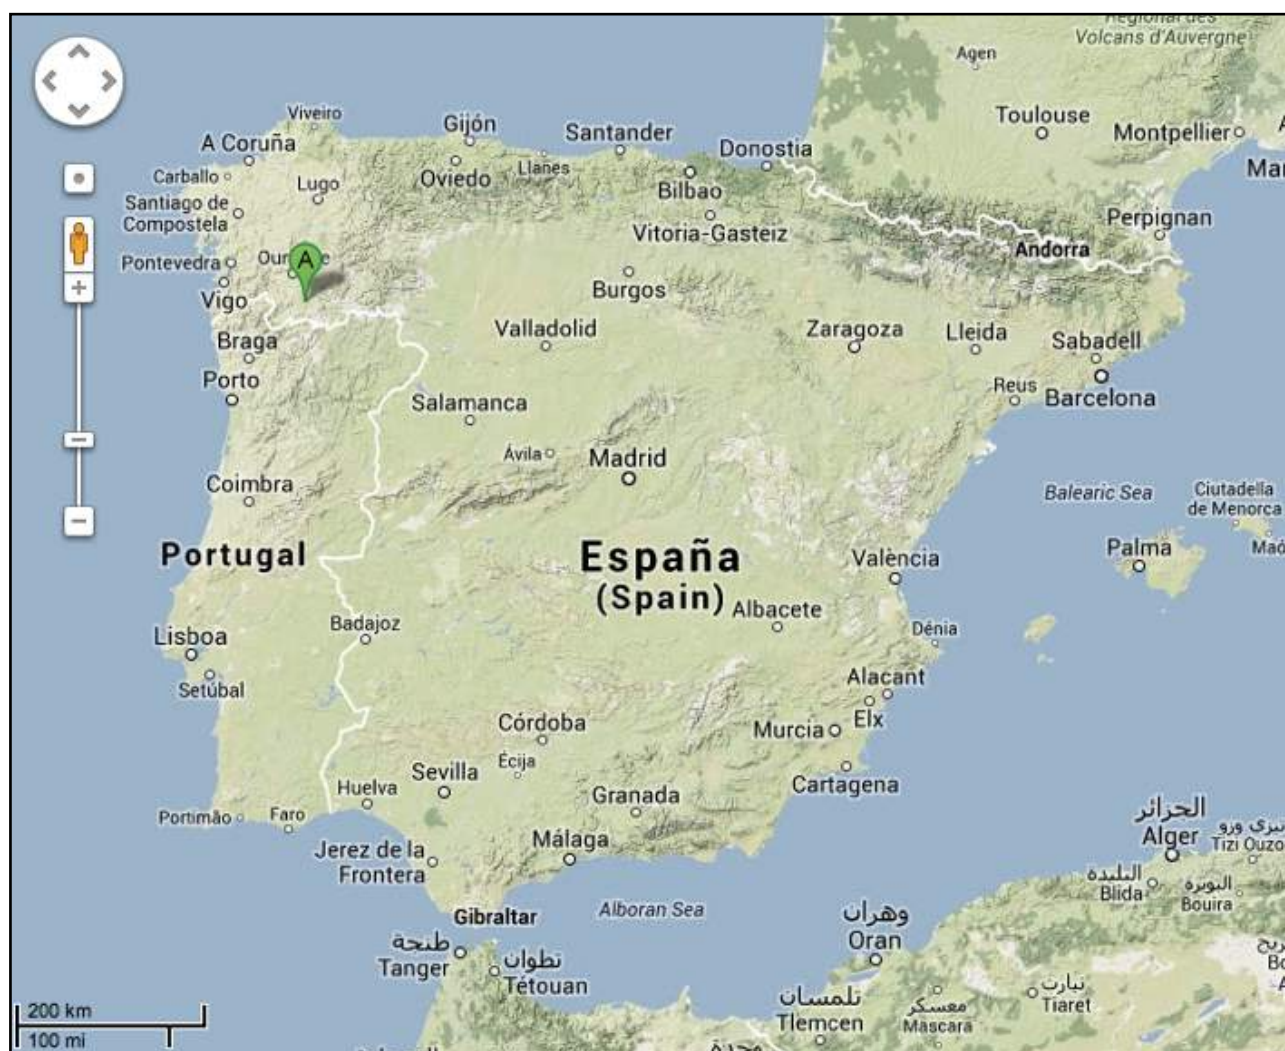 Régional des
Volcans d'Auvergne
Agen
Toulouse
Montpellier
Viveiro
Gijón
Santander
Donostia
A Coruña
Llanes
Carballo
Lugo
Oviedo
Bilbao
Santiago de
Compostela
Vitoria-Gasteiz
Perpignan
Andorra
Pontevedra
A
Vigo
Burgos
Braga
Valladolid
Zaragoza
Lleida
Sabadell
Porto
Reus
Barcelona
Salamanca
Ávila
Madrid
Coimbra
Balearic Sea
Ciutadella
de Menorca
Portugal
España
(Spain)
València
Palma
Albacete
Badajoz
Dénia
Lisboa
Setúbal
Alacant
Elx
Córdoba
Murcia
Écija
Sevilla
Huelva
Cartagena
Granada
Portimão
Faro
Málaga
الجزائر
Alger
تيزي وزو
Tizi Ouzo
Jerez de la
Frontera
البليدة
Blida
البويرة
Bouira
Gibraltar
Alboran Sea
وهران
Oran
طنجة
Tanger
تطوان
Tétouan
تلمسان
Tlemcen
معسكر
Mascara
تيارت
Tiaret
200 km
100 mi